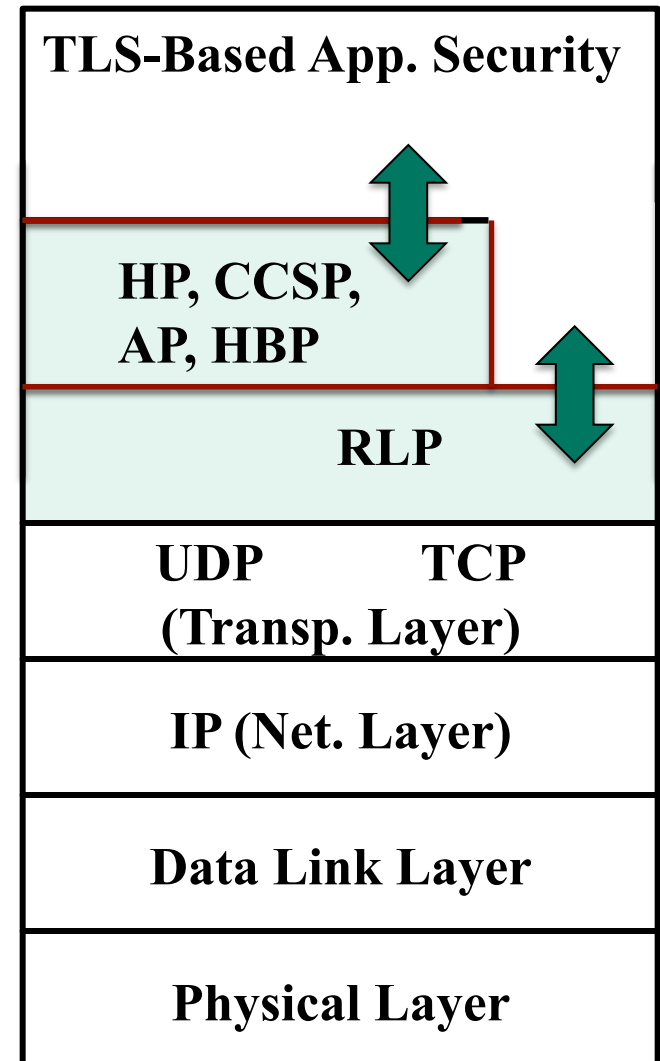 TLS-Based App. Security
HP, CCSP,
AP, HBP
RLP
UDP TCP
(Transp. Layer)
IP (Net. Layer)
Data Link Layer
Physical Layer